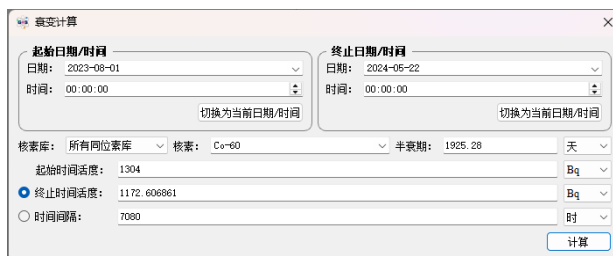 衰变计算
起始日期/时间 终止日期/时间
日期: 2023-08-01 日期: 2024-05-22
时间: 00:00:00 时间: 00:00:00
切换为当前日期/时间 切换为当前日期/时间
核素库: 所有同位素库 核素: Co-60 半衰期: 1925.28 天
起始时间活度: 1304 Bq
终止时间活度: 1172.606861 Bq
时间间隔: 7080 时
计算